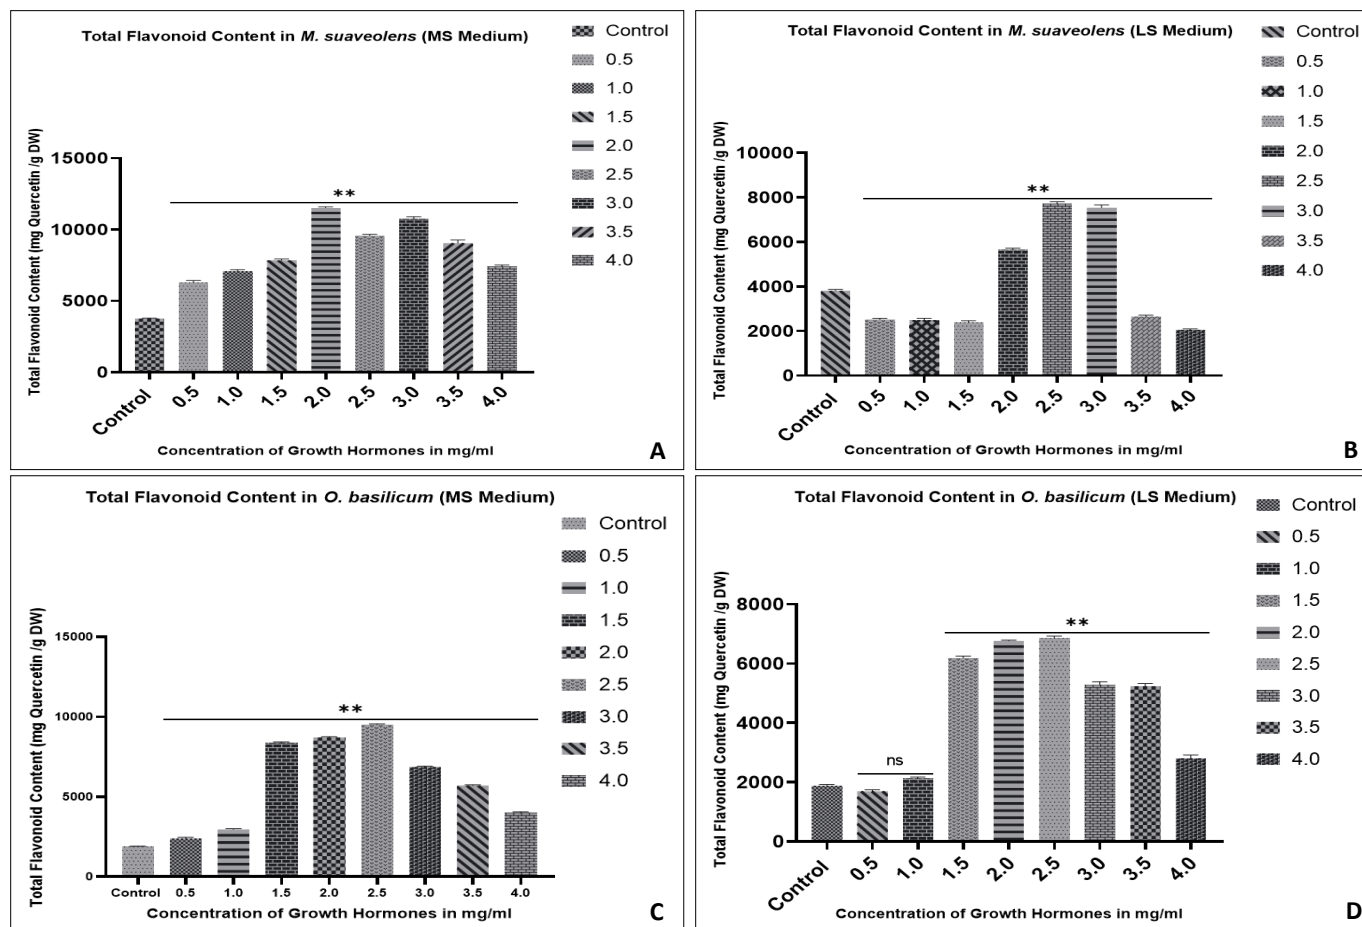 Total Flavonoid Content in M. suaveolens (MS Medium)
Total Flavonoid Content (mg Quercetin /g DW)
15000
10000
5000
0
**
Control 0.5 1.0 1.5 2.0 2.5 3.0 3.5 4.0
Concentration of Growth Hormones in mg/ml
Control
0.5
1.0
1.5
2.0
2.5
3.0
3.5
4.0
A
Total Flavonoid Content in M. suaveolens (LS Medium)
Total Flavonoid Content (mg Quercetin /g DW)
10000
8000
6000
4000
2000
0
**
Control 0.5 1.0 1.5 2.0 2.5 3.0 3.5 4.0
Concentration of Growth Hormones in mg/ml
Control
0.5
1.0
1.5
2.0
2.5
3.0
3.5
4.0
B
Total Flavonoid Content in O. basilicum (MS Medium)
Total Flavonoid Content (mg Quercetin /g DW)
15000
10000
5000
0
**
Control 0.5 1.0 1.5 2.0 2.5 3.0 3.5 4.0
Concentration of Growth Hormones in mg/ml
Control
0.5
1.0
1.5
2.0
2.5
3.0
3.5
4.0
C
Total Flavonoid Content in O. basilicum (LS Medium)
Total Flavonoid Content (mg Quercetin /g DW)
8000
6000
4000
2000
0
ns
**
Control 0.5 1.0 1.5 2.0 2.5 3.0 3.5 4.0
Concentration of Growth Hormones in mg/ml
Control
0.5
1.0
1.5
2.0
2.5
3.0
3.5
4.0
D